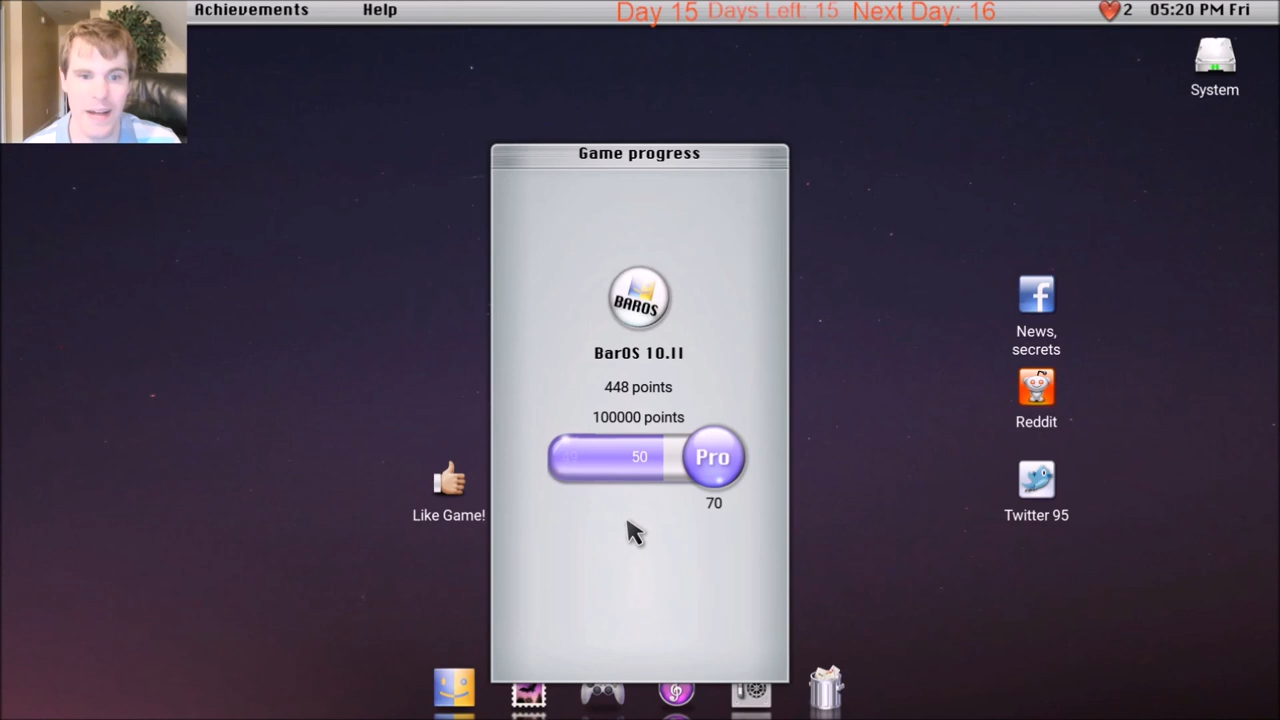 Achievements Help Day 15 Days Left: 15 Next Day: 16 2 05:20 PM Fri
System
Game progress
BAROS
BarOS 10.11
448 points
100000 points
50 Pro
70
News,
secrets
Reddit
Like Game!
Twitter 95